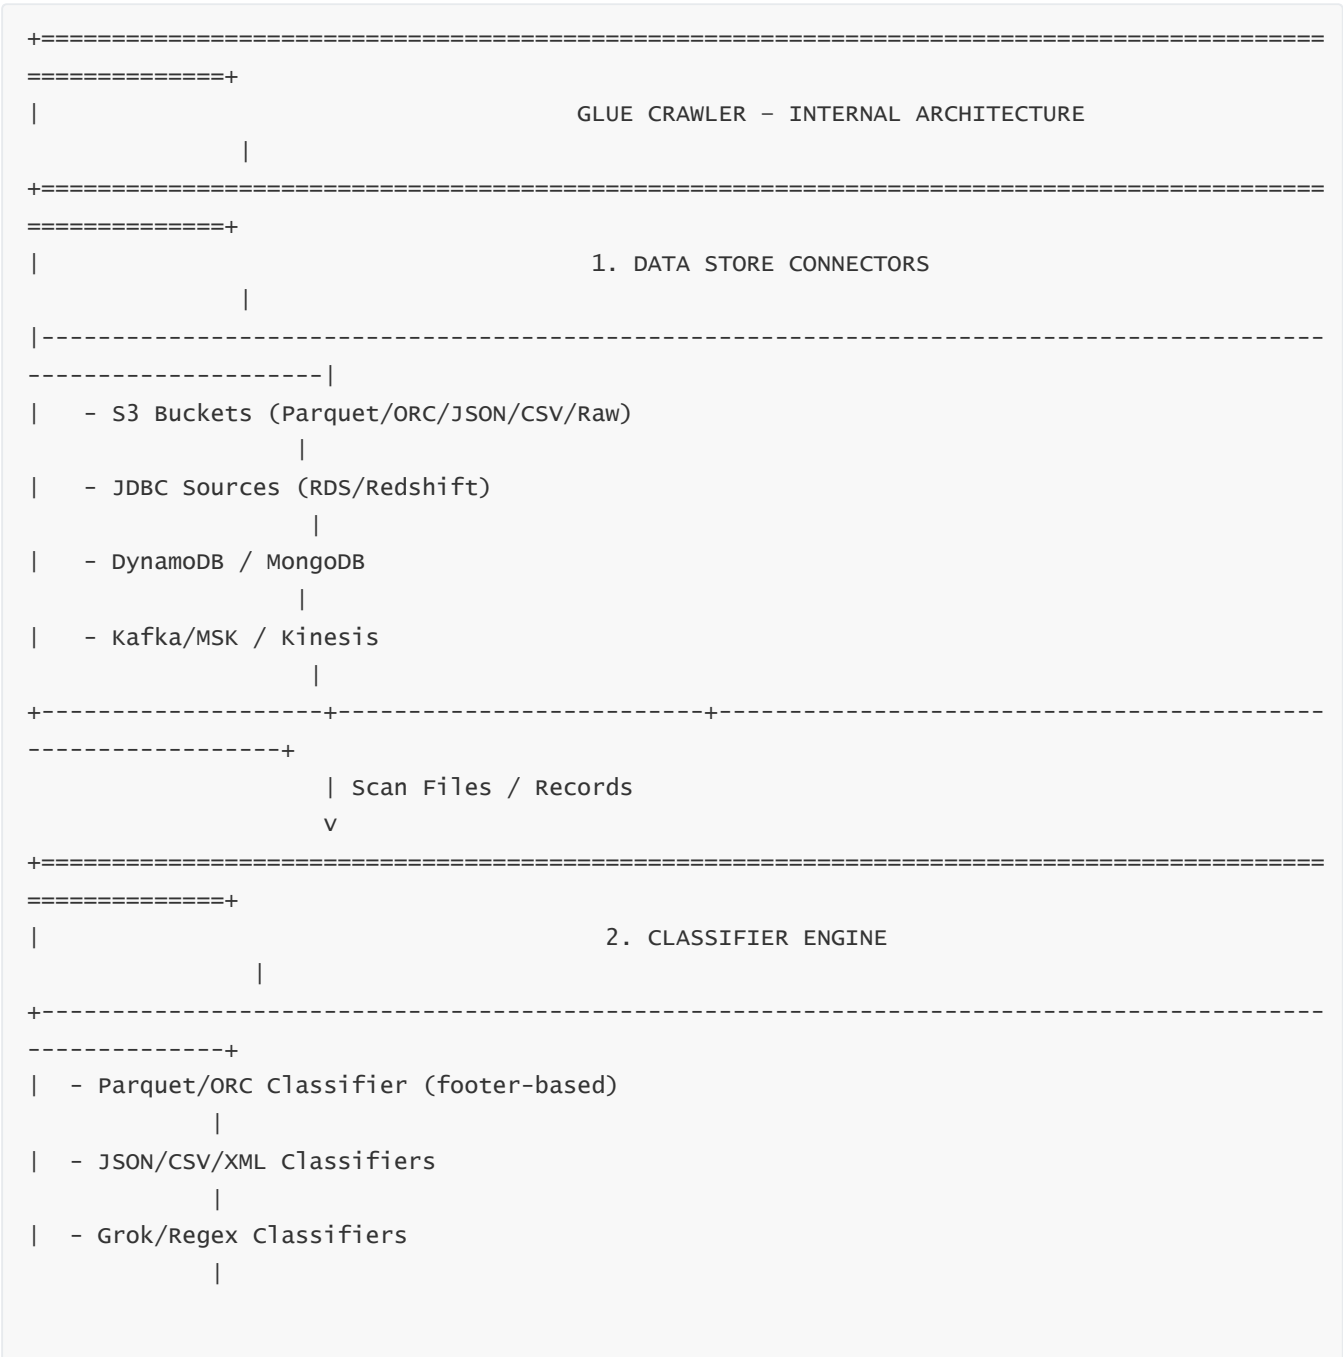 +===========================================================================================
==============+
|                                      GLUE CRAWLER – INTERNAL ARCHITECTURE
               |
+===========================================================================================
==============+
|                                       1. DATA STORE CONNECTORS
               |
|-------------------------------------------------------------------------------------------
---------------------|
|   - S3 Buckets (Parquet/ORC/JSON/CSV/Raw)
                   |
|   - JDBC Sources (RDS/Redshift)
                    |
|   - DynamoDB / MongoDB
                   |
|   - Kafka/MSK / Kinesis
                    |
+--------------------+--------------------------+-------------------------------------------
------------------+
                     | Scan Files / Records
                     v
+===========================================================================================
==============+
|                                        2. CLASSIFIER ENGINE
                |
+-------------------------------------------------------------------------------------------
--------------+
|  - Parquet/ORC Classifier (footer-based)
             |
|  - JSON/CSV/XML Classifiers
             |
|  - Grok/Regex Classifiers
             |